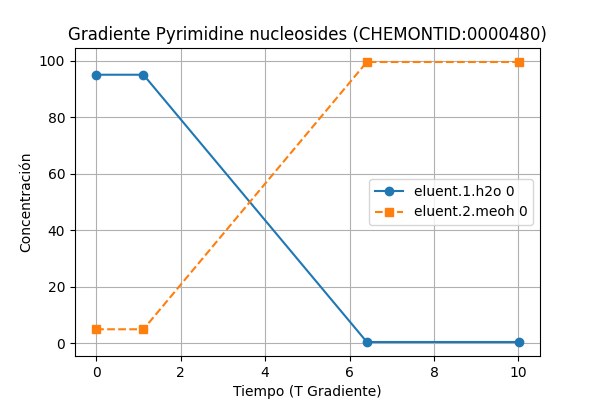 Gradiente Pyrimidine nucleosides (CHEMONTID:0000480)
Concentración
100
80
60
40
20
0
eluent.1.h2o 0
eluent.2.meoh 0
0 2 4 6 8 10
Tiempo (T Gradiente)